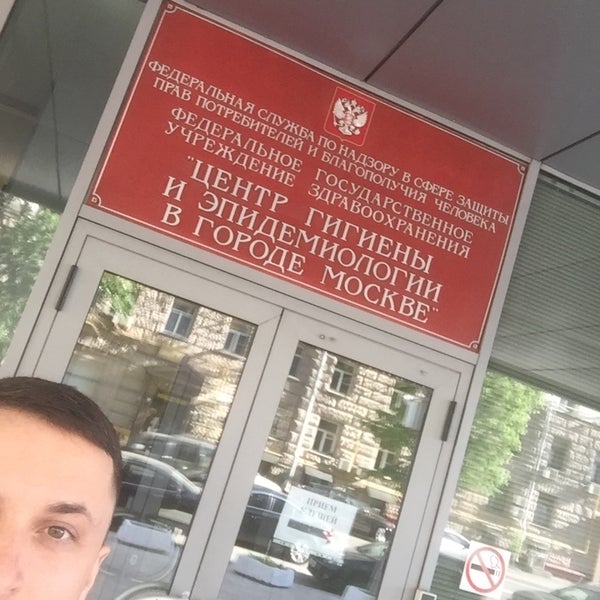 ФЕДЕРАЛЬНАЯ СЛУЖБА ПО НАДЗОРУ В СФЕРЕ ЗАЩИТЫ
ПРАВ ПОТРЕБИТЕЛЕЙ И БЛАГОПОЛУЧИЯ ЧЕЛОВЕКА
ФЕДЕРАЛЬНОЕ ГОСУДАРСТВЕННОЕ
УЧРЕЖДЕНИЕ ЗДРАВООХРАНЕНИЯ
"ЦЕНТР ГИГИЕНЫ
И ЭПИДЕМИОЛОГИИ
В ГОРОДЕ МОСКВЕ"
ПРИЕМ